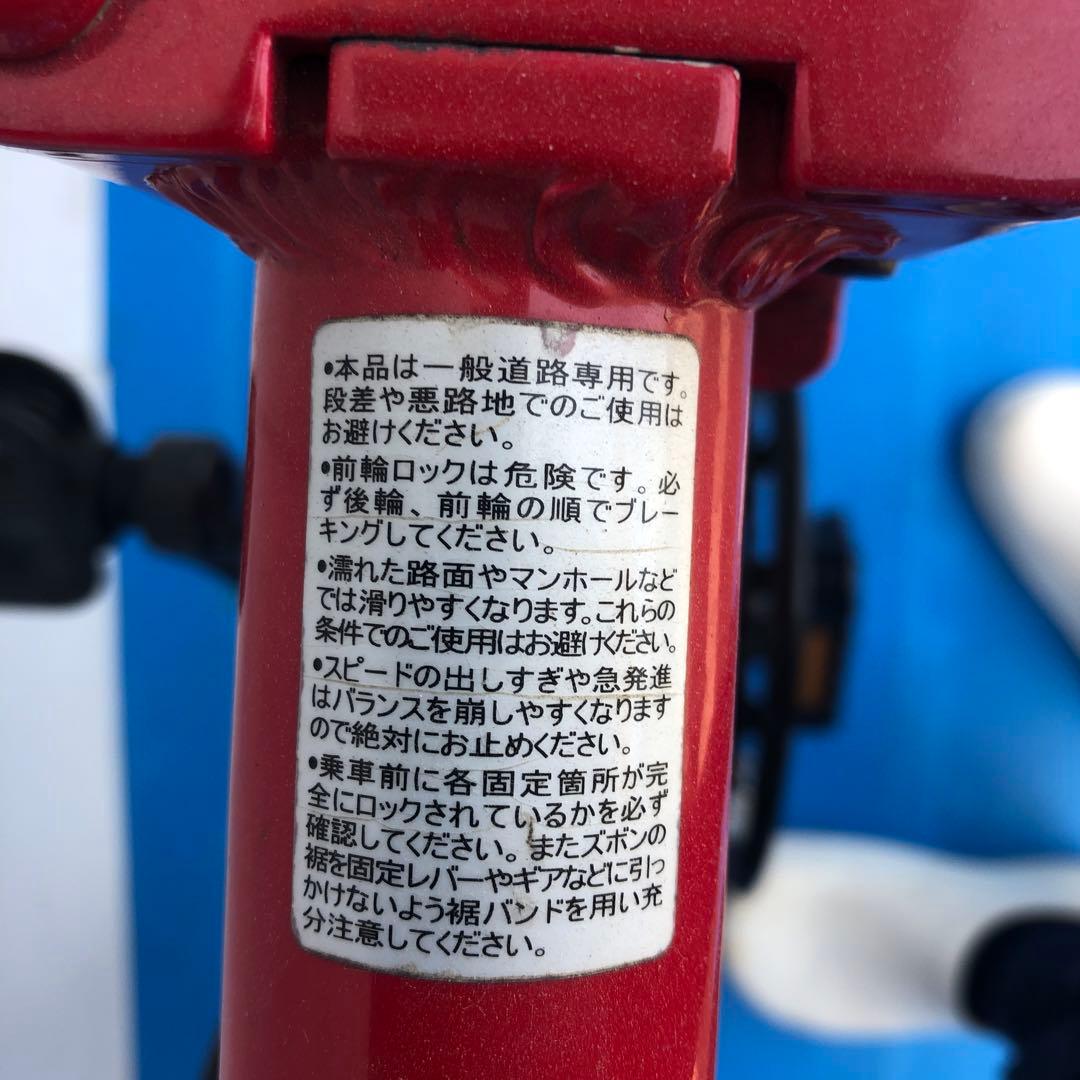 •本品は一般道路専用です。
段差や悪路地でのご使用は
お避けください。
•前輪ロックは危険です。必
ず後輪、前輪の順でブレー
キングしてください。
•濡れた路面やマンホールなど
では滑りやすくなります。これらの
条件でのご使用はお避けください。
•スピードの出しすぎや急発進
はバランスを崩しやすくなります
ので絶対にお止めください。
•乗車前に各固定箇所が完
全にロックされているかを必ず
確認してください。またズボンの
裾を固定レバーやギアなどに引っ
かけないよう裾バンドを用い充
分注意してください。